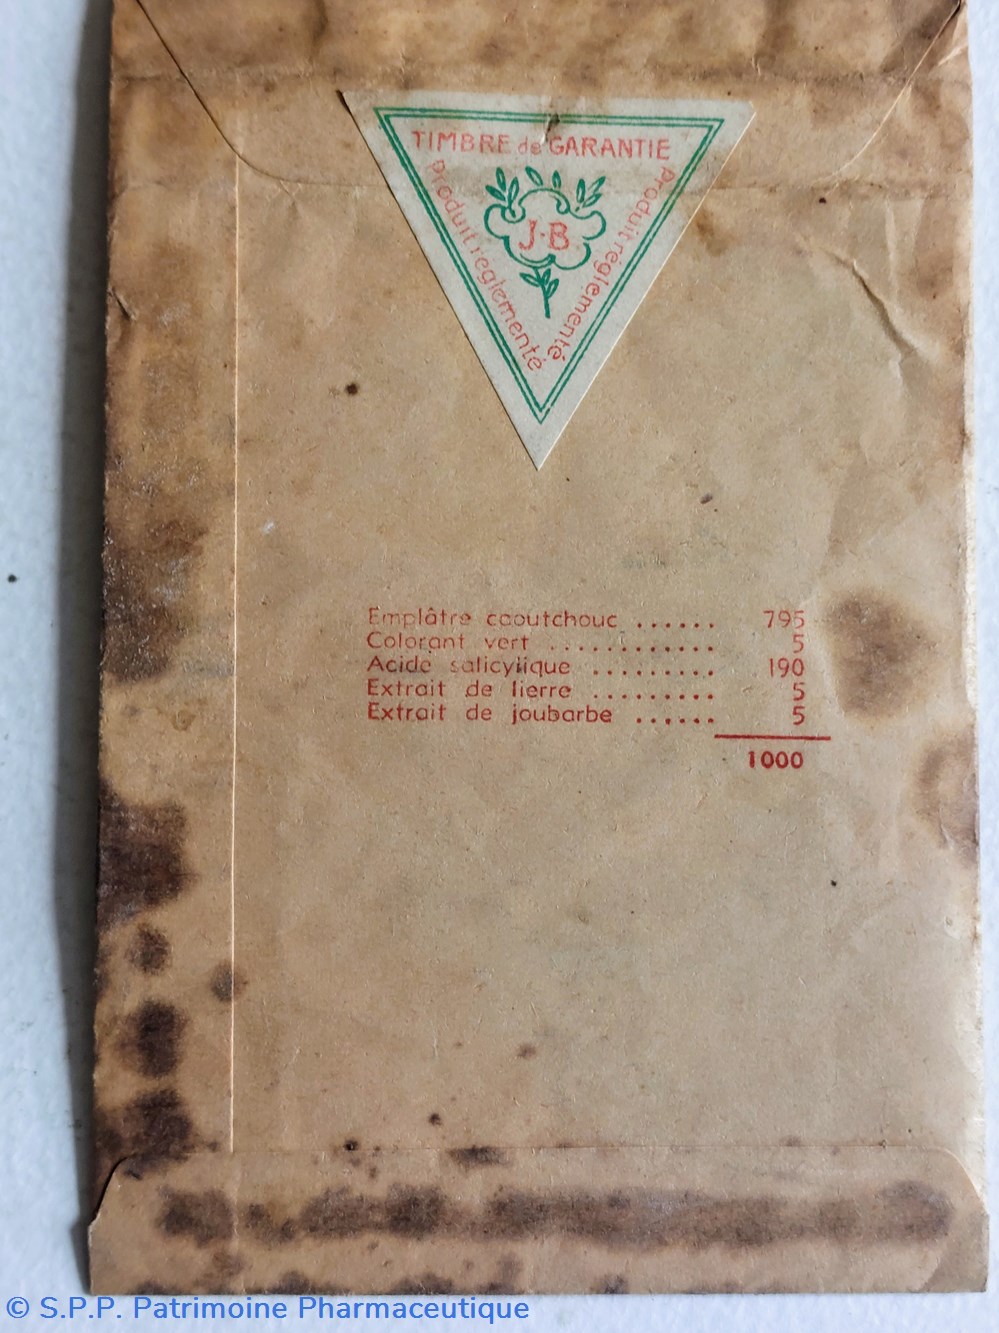 TIMBRE de GARANTIE
Produit réglementé
Produit réglementé
J-B
Emplâtre caoutchouc ...... 795
Colorant vert ............ 5
Acide salicylique ......... 190
Extrait de lierre ......... 5
Extrait de joubarbe ...... 5
1000
© S.P.P. Patrimoine Pharmaceutique